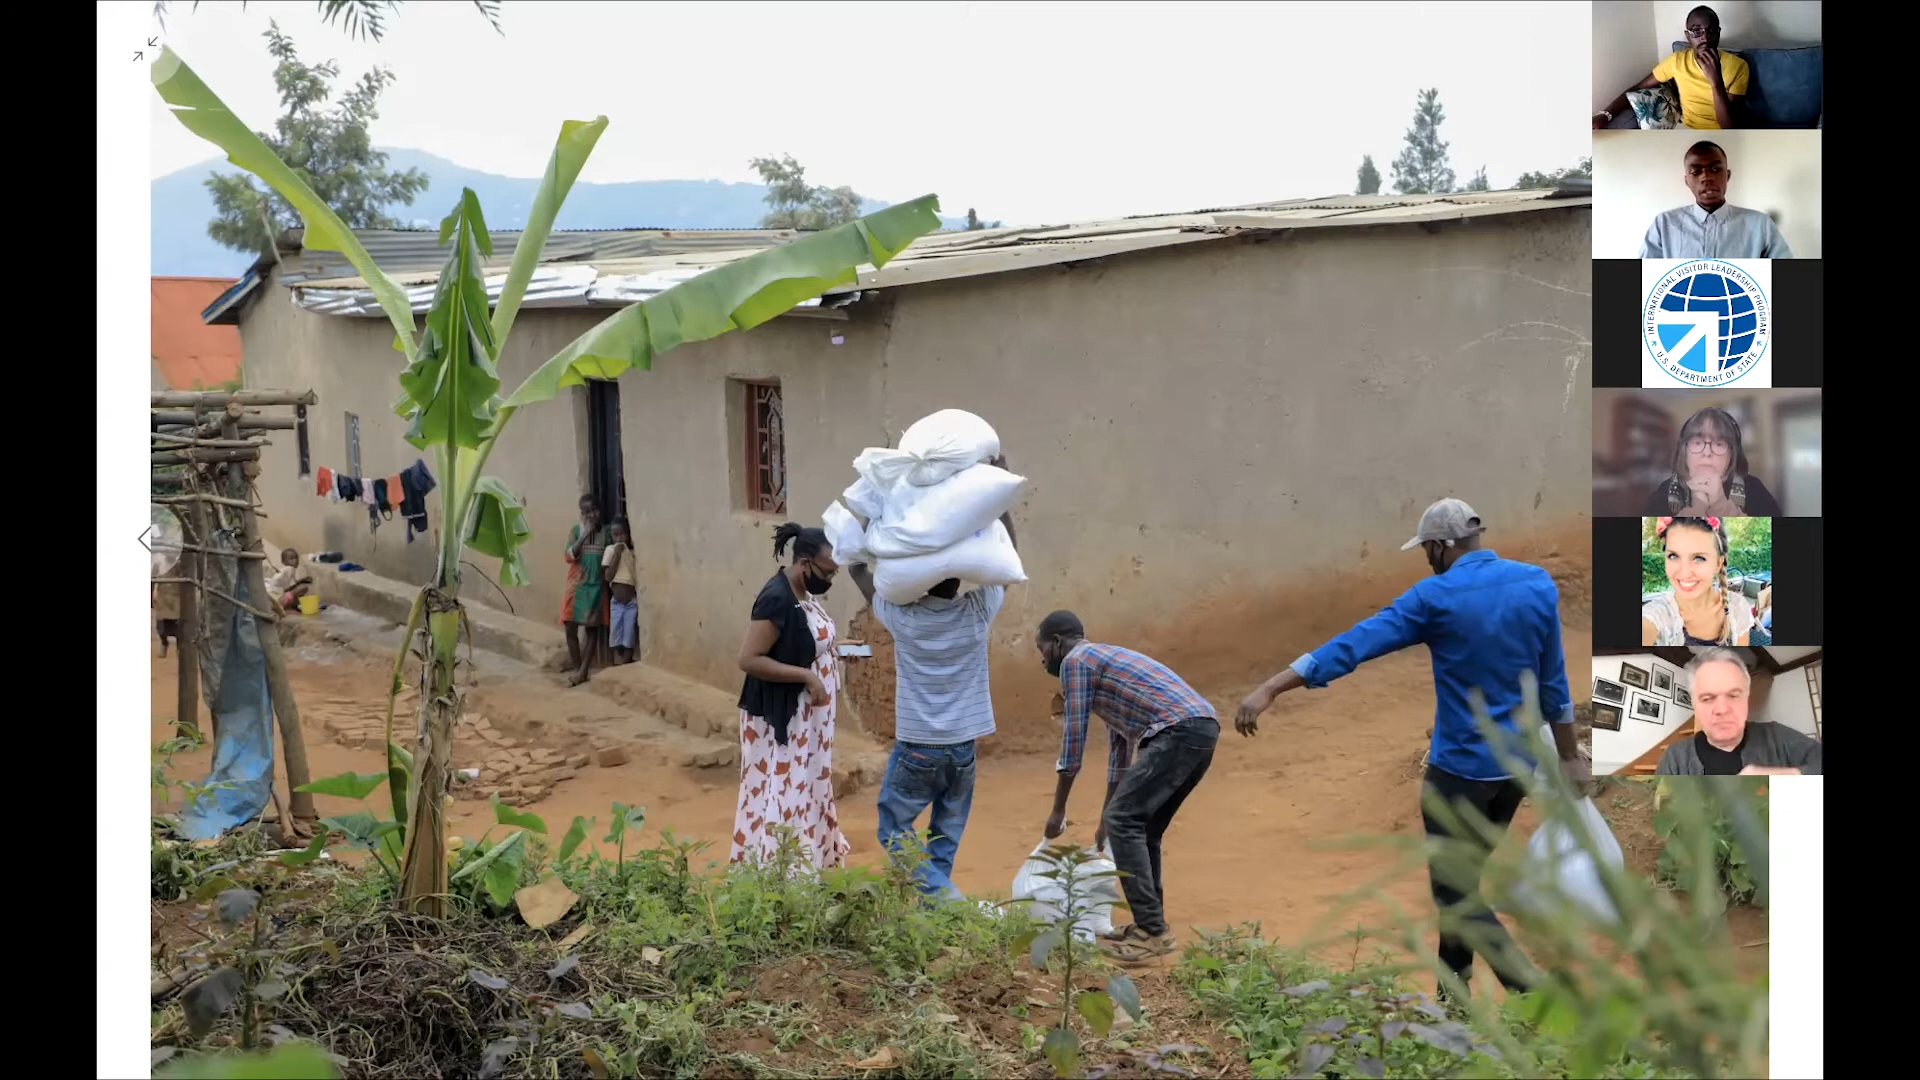 INTERNATIONAL VISITOR LEADERSHIP PROGRAM
U.S. DEPARTMENT OF STATE